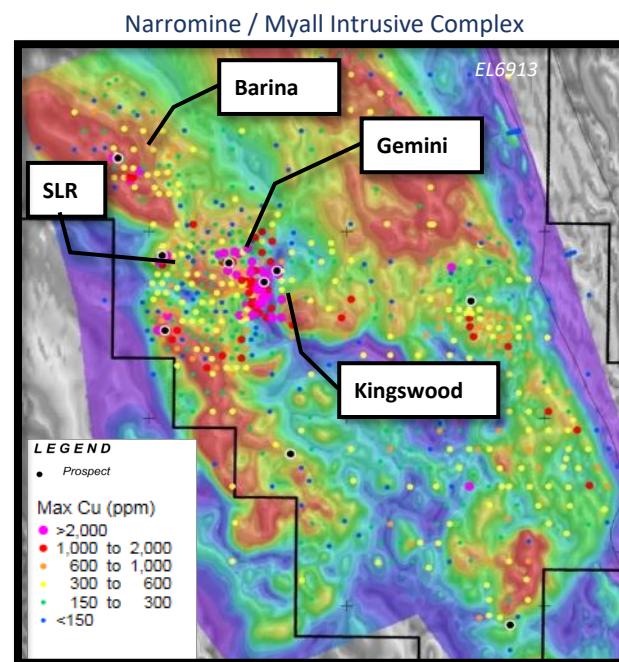 Narromine / Myall Intrusive Complex
EL6913
Barina
Gemini
SLR
Kingswood
LEGEND
Prospect
Max Cu (ppm)
>2,000
1,000 to 2,000
600 to 1,000
300 to 600
150 to 300
<150